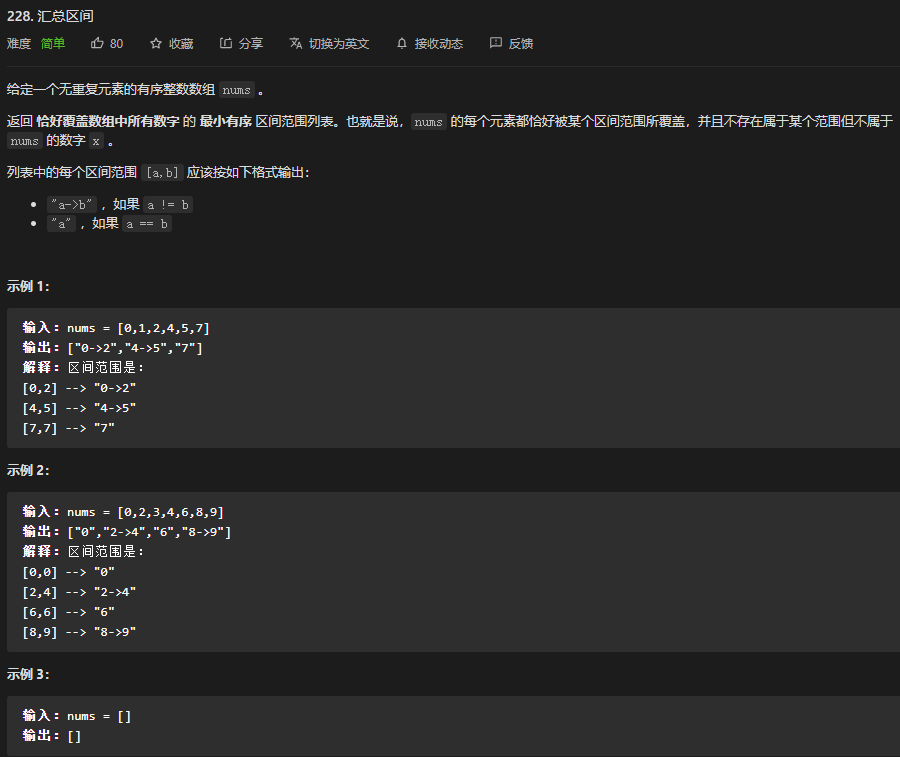 228. 汇总区间
难度 简单 80 收藏 分享 切换为英文 接收动态 反馈
给定一个无重复元素的有序整数数组 nums 。
返回 恰好覆盖数组中所有数字 的 最小有序 区间范围列表。也就是说，nums 的每个元素都恰好被某个区间范围所覆盖，并且不存在属于某个范围但不属于
nums 的数字 x 。
列表中的每个区间范围 [a,b] 应该按如下格式输出：
"a->b" ，如果 a != b
"a" ，如果 a == b
示例 1：
输入：nums = [0,1,2,4,5,7]
输出：["0->2","4->5","7"]
解释：区间范围是：
[0,2] --> "0->2"
[4,5] --> "4->5"
[7,7] --> "7"
示例 2：
输入：nums = [0,2,3,4,6,8,9]
输出：["0","2->4","6","8->9"]
解释：区间范围是：
[0,0] --> "0"
[2,4] --> "2->4"
[6,6] --> "6"
[8,9] --> "8->9"
示例 3：
输入：nums = []
输出：[]